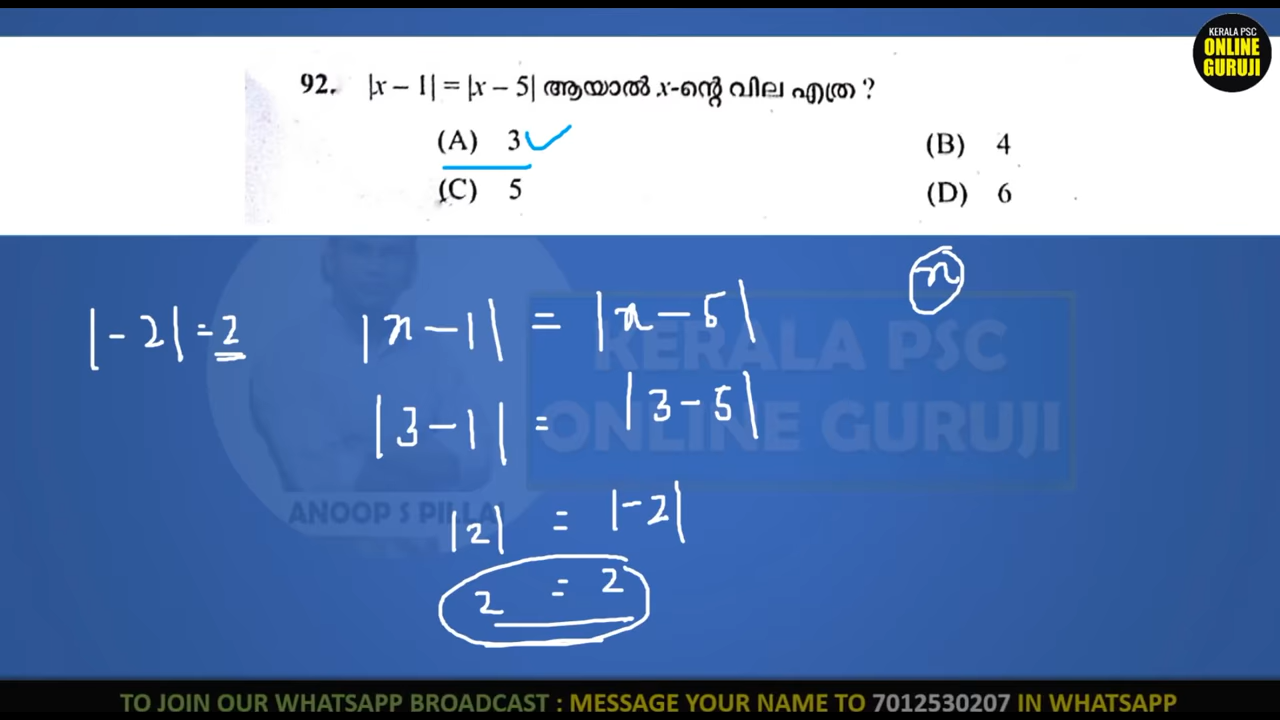 KERALA PSC
ONLINE
GURUJI
92. |x – 1| = |x – 5| ആയാൽ x-ന്റെ വില എത്ര ?
(A) 3 (B) 4
(C) 5 (D) 6
|-2| = 2 |x - 1| = |x - 5| x
|3 - 1| = |3 - 5|
|2| = |-2|
2 = 2
KERALA PSC
ONLINE GURUJI
ANOOP S PILLAI
TO JOIN OUR WHATSAPP BROADCAST : MESSAGE YOUR NAME TO 7012530207 IN WHATSAPP